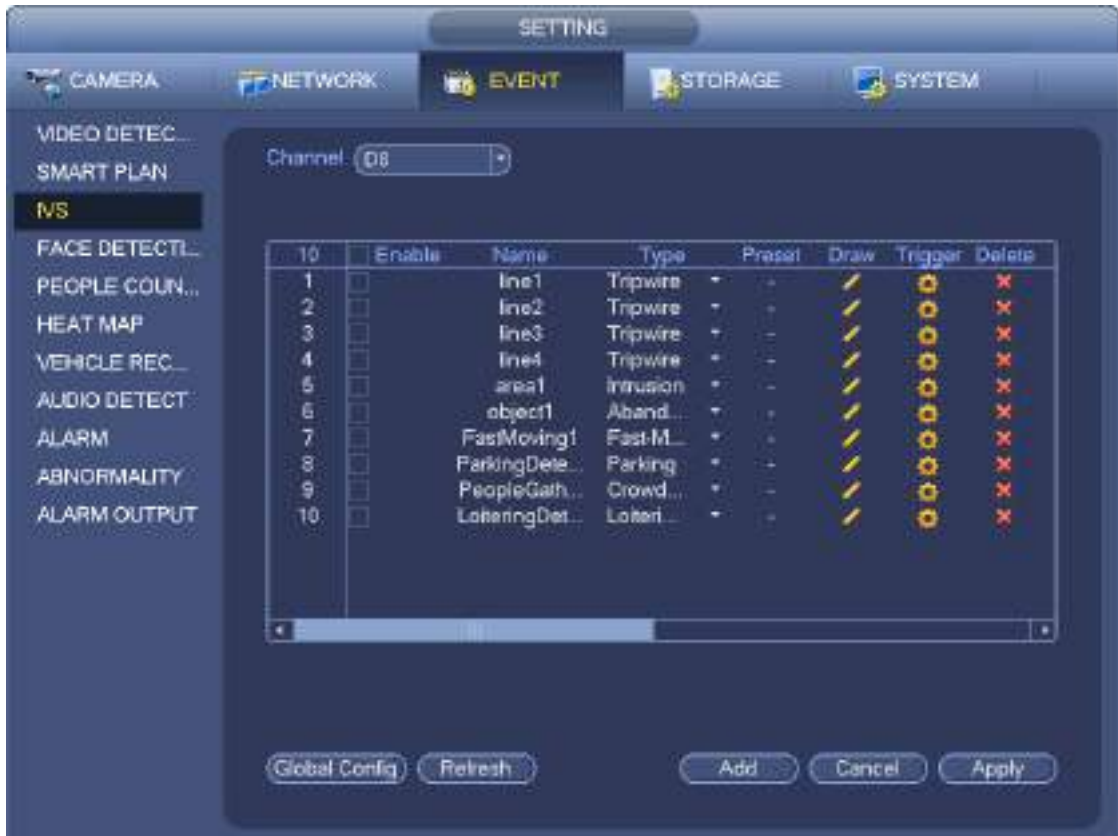 SETTING
CAMERA NETWORK EVENT STORAGE SYSTEM
VIDEO DETEC...
SMART PLAN
IVS
FACE DETECTI...
PEOPLE COUN...
HEAT MAP
VEHICLE REC...
AUDIO DETECT
ALARM
ABNORMALITY
ALARM OUTPUT
Channel D8
10 Enable Name Type Preset Draw Trigger Delete
1 line1 Tripwire -
2 line2 Tripwire -
3 line3 Tripwire -
4 line4 Tripwire -
5 area1 Intrusion -
6 object1 Aband... -
7 FastMoving1 Fast-M... -
8 ParkingDete... Parking -
9 PeopleGath... Crowd... -
10 LoiteringDet... Loiteri... -
Global Config Refresh Add Cancel Apply